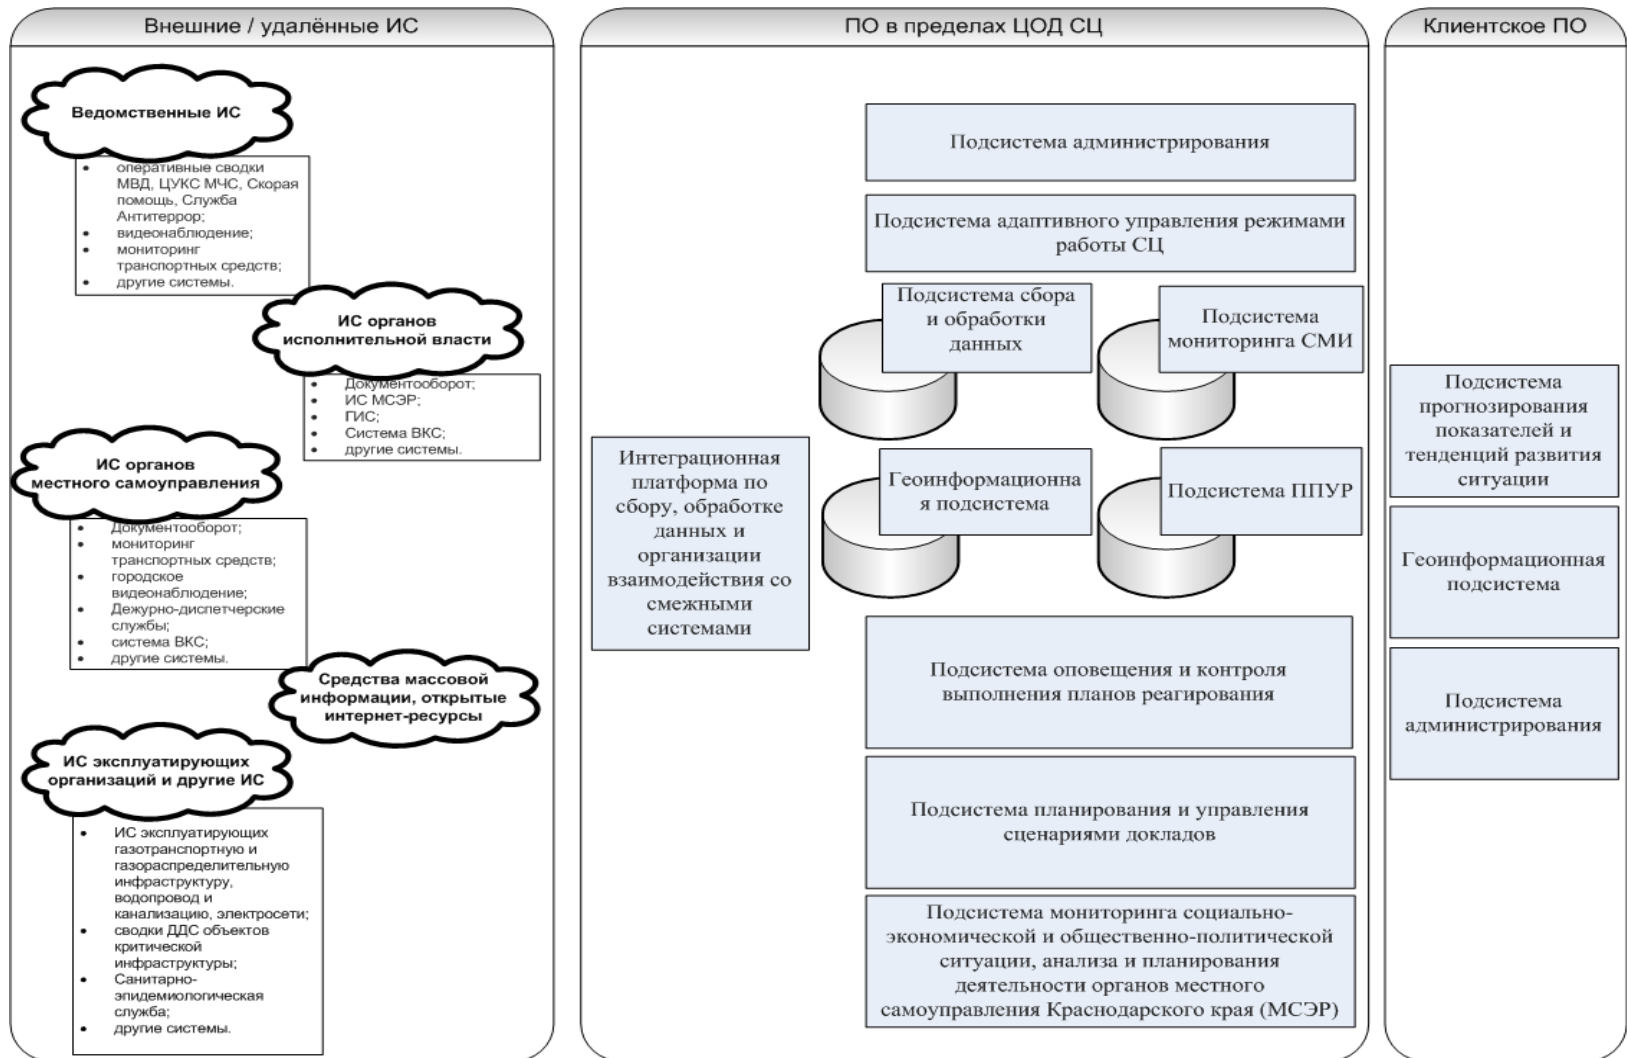 Внешние / удалённые ИС
Ведомственные ИС
• оперативные сводки
МВД, ЦУКС МЧС, Скорая
помощь, Служба
Антитеррор;
• видеонаблюдение;
• мониторинг
транспортных средств;
• другие системы.
ИС органов
исполнительной власти
• Документооборот;
• ИС МСЭР;
• ГИС;
• Система ВКС;
• другие системы.
ИС органов
местного самоуправления
• Документооборот;
• мониторинг
транспортных средств;
• городское
видеонаблюдение;
• Дежурно-диспетчерские
службы;
• система ВКС;
• другие системы.
Средства массовой
информации, открытые
интернет-ресурсы
ИС эксплуатирующих
организаций и другие ИС
• ИС эксплуатирующих
газотранспортную и
газораспределительную
инфраструктуру,
водопровод и
канализацию, электросети;
• сводки ДДС объектов
критической
инфраструктуры;
• Санитарно-
эпидемиологическая
служба;
• другие системы.
ПО в пределах ЦОД СЦ
Интеграционная
платформа по
сбору, обработке
данных и
организации
взаимодействия со
смежными
системами
Подсистема администрирования
Подсистема адаптивного управления режимами
работы СЦ
Подсистема сбора
и обработки
данных
Подсистема
мониторинга СМИ
Геоинформационна
я подсистема
Подсистема ППУР
Подсистема оповещения и контроля
выполнения планов реагирования
Подсистема планирования и управления
сценариями докладов
Подсистема мониторинга социально-
экономической и общественно-политической
ситуации, анализа и планирования
деятельности органов местного
самоуправления Краснодарского края (МСЭР)
Клиентское ПО
Подсистема
прогнозирования
показателей и
тенденций развития
ситуации
Геоинформационная
подсистема
Подсистема
администрирования